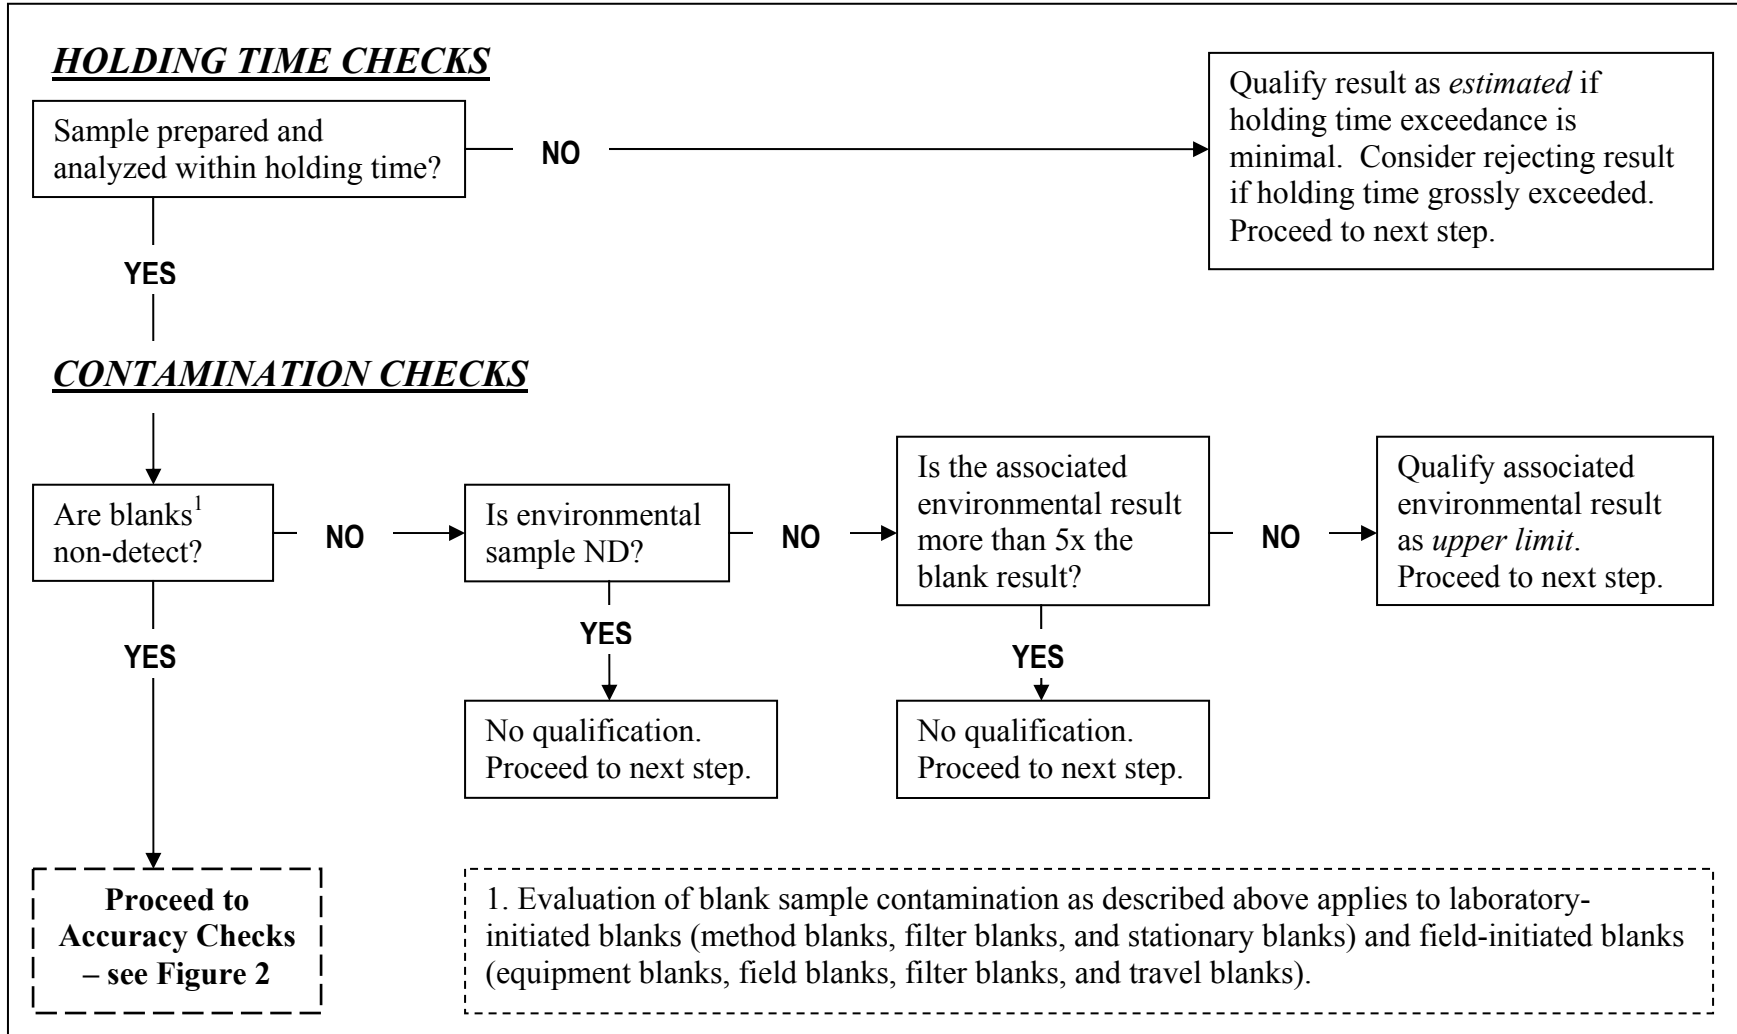 HOLDING TIME CHECKS
Sample prepared and
analyzed within holding time?
NO
Qualify result as estimated if
holding time exceedance is
minimal. Consider rejecting result
if holding time grossly exceeded.
Proceed to next step.
YES
CONTAMINATION CHECKS
Are blanks¹
non-detect?
NO
Is environmental
sample ND?
NO
Is the associated
environmental result
more than 5x the
blank result?
NO
Qualify associated
environmental result
as upper limit.
Proceed to next step.
YES
YES
YES
No qualification.
Proceed to next step.
No qualification.
Proceed to next step.
Proceed to
Accuracy Checks
– see Figure 2
1. Evaluation of blank sample contamination as described above applies to laboratory-
initiated blanks (method blanks, filter blanks, and stationary blanks) and field-initiated blanks
(equipment blanks, field blanks, filter blanks, and travel blanks).